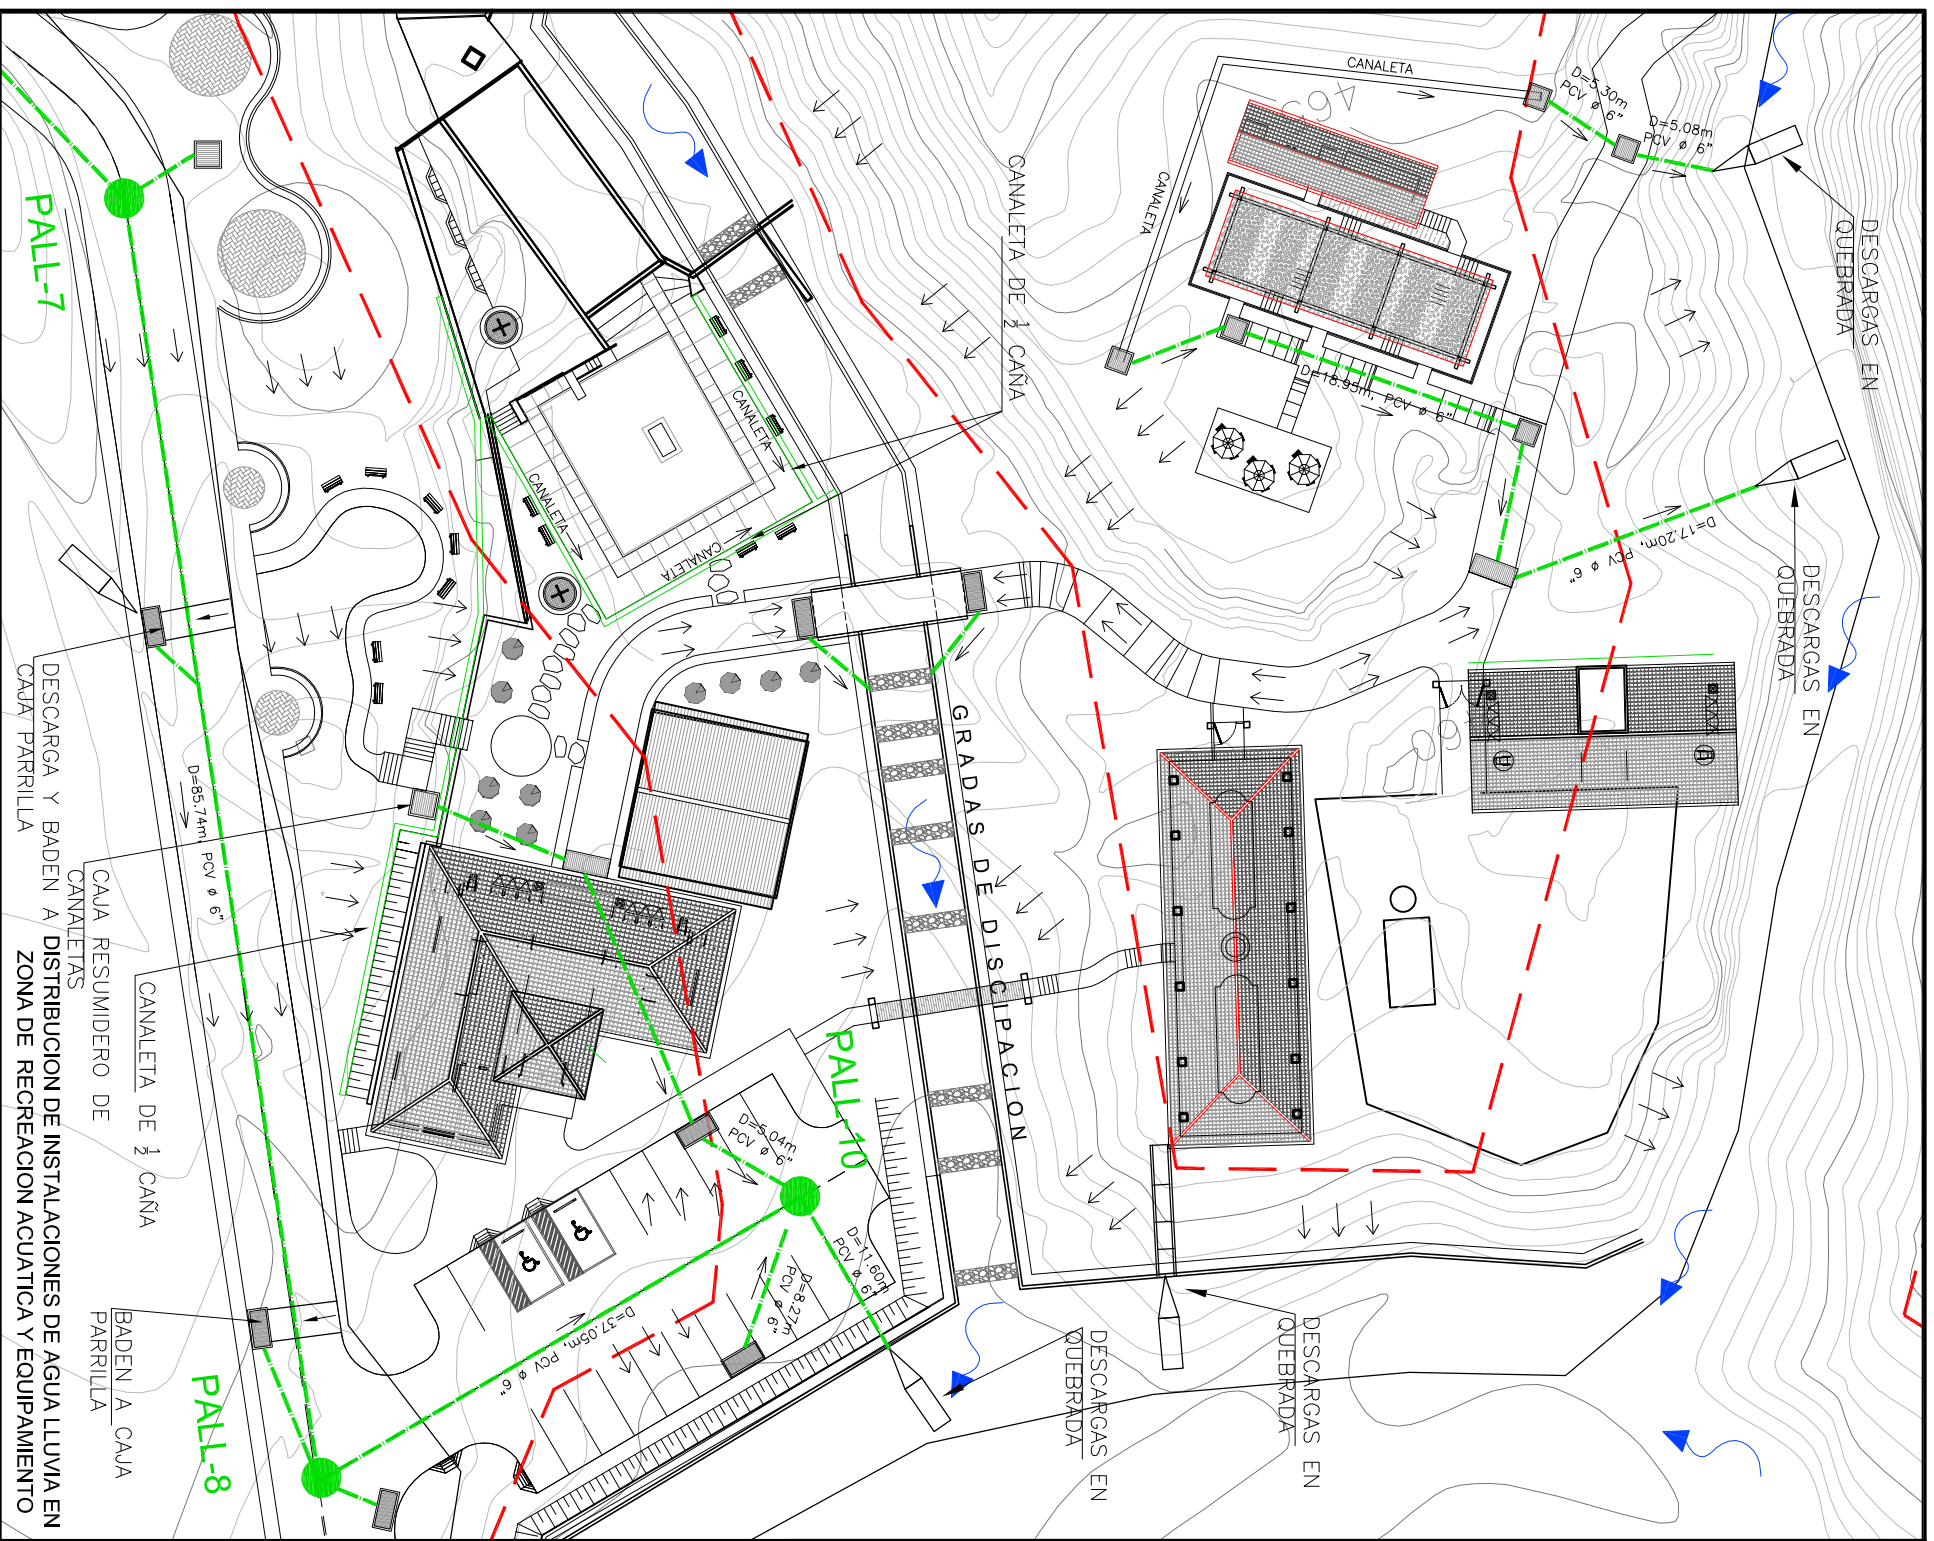 CANALETA
D=5.30m
PCV ø 6"
D=5.08m
PCV ø 6"
DESCARGAS EN
QUEBRADA
CANALETA
CANALETA DE ½ CAÑA
D=18.95m, PCV ø 6"
D=17.20m, PCV ø 6"
DESCARGAS EN
QUEBRADA
PALL-7
CANALETA
CANALETA
CANALETA
GRADAS DE DISCIPACION
D=85.74m, PCV ø 6"
DESCARGA Y BADEN A
CAJA PARRILLA
CAJA RESUMIDERO DE
CANALETAS
CANALETA DE ½ CAÑA
PALL-10
D=5.04m
PCV ø 6"
D=11.60m
PCV ø 6"
D=8.27m
PCV ø 6"
D=37.05m, PCV ø 6"
DESCARGAS EN
QUEBRADA
DESCARGAS EN
QUEBRADA
BADEN A CAJA
PARRILLA
PALL-8
DISTRIBUCION DE INSTALACIONES DE AGUA LLUVIA EN
ZONA DE RECREACION ACUATICA Y EQUIPAMIENTO